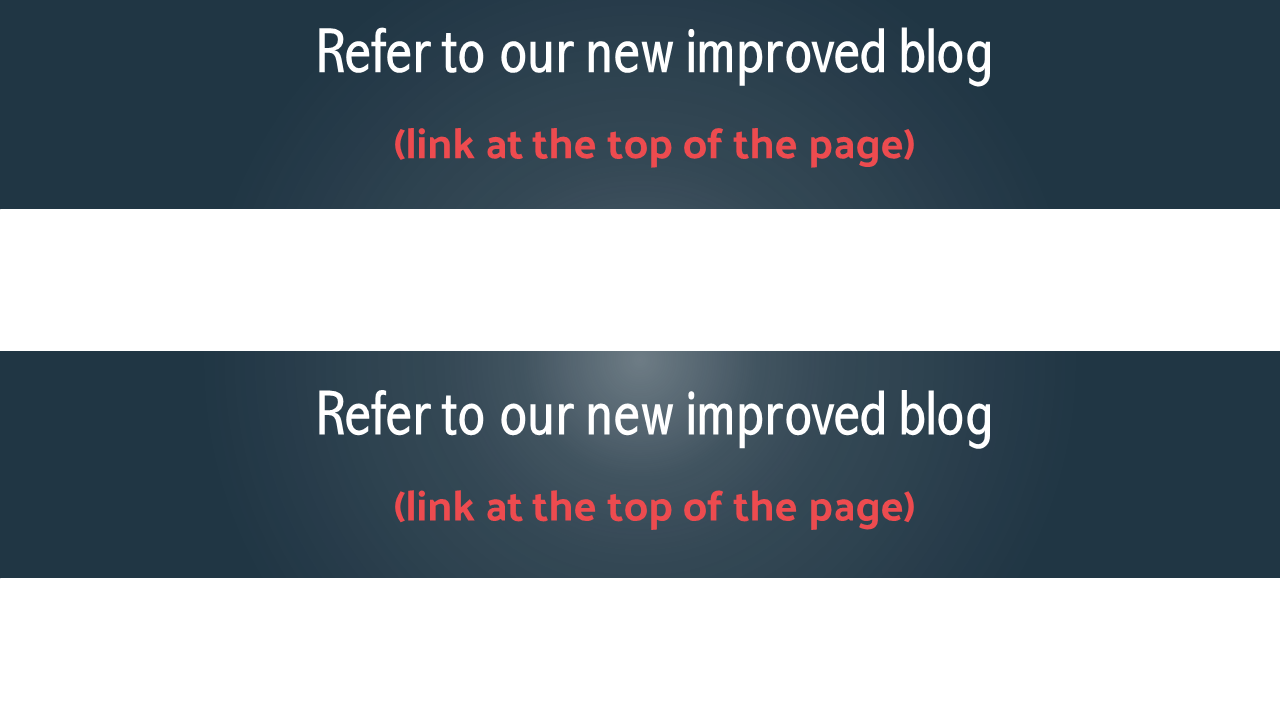 Refer to our new improved blog
(link at the top of the page)
Refer to our new improved blog
(link at the top of the page)